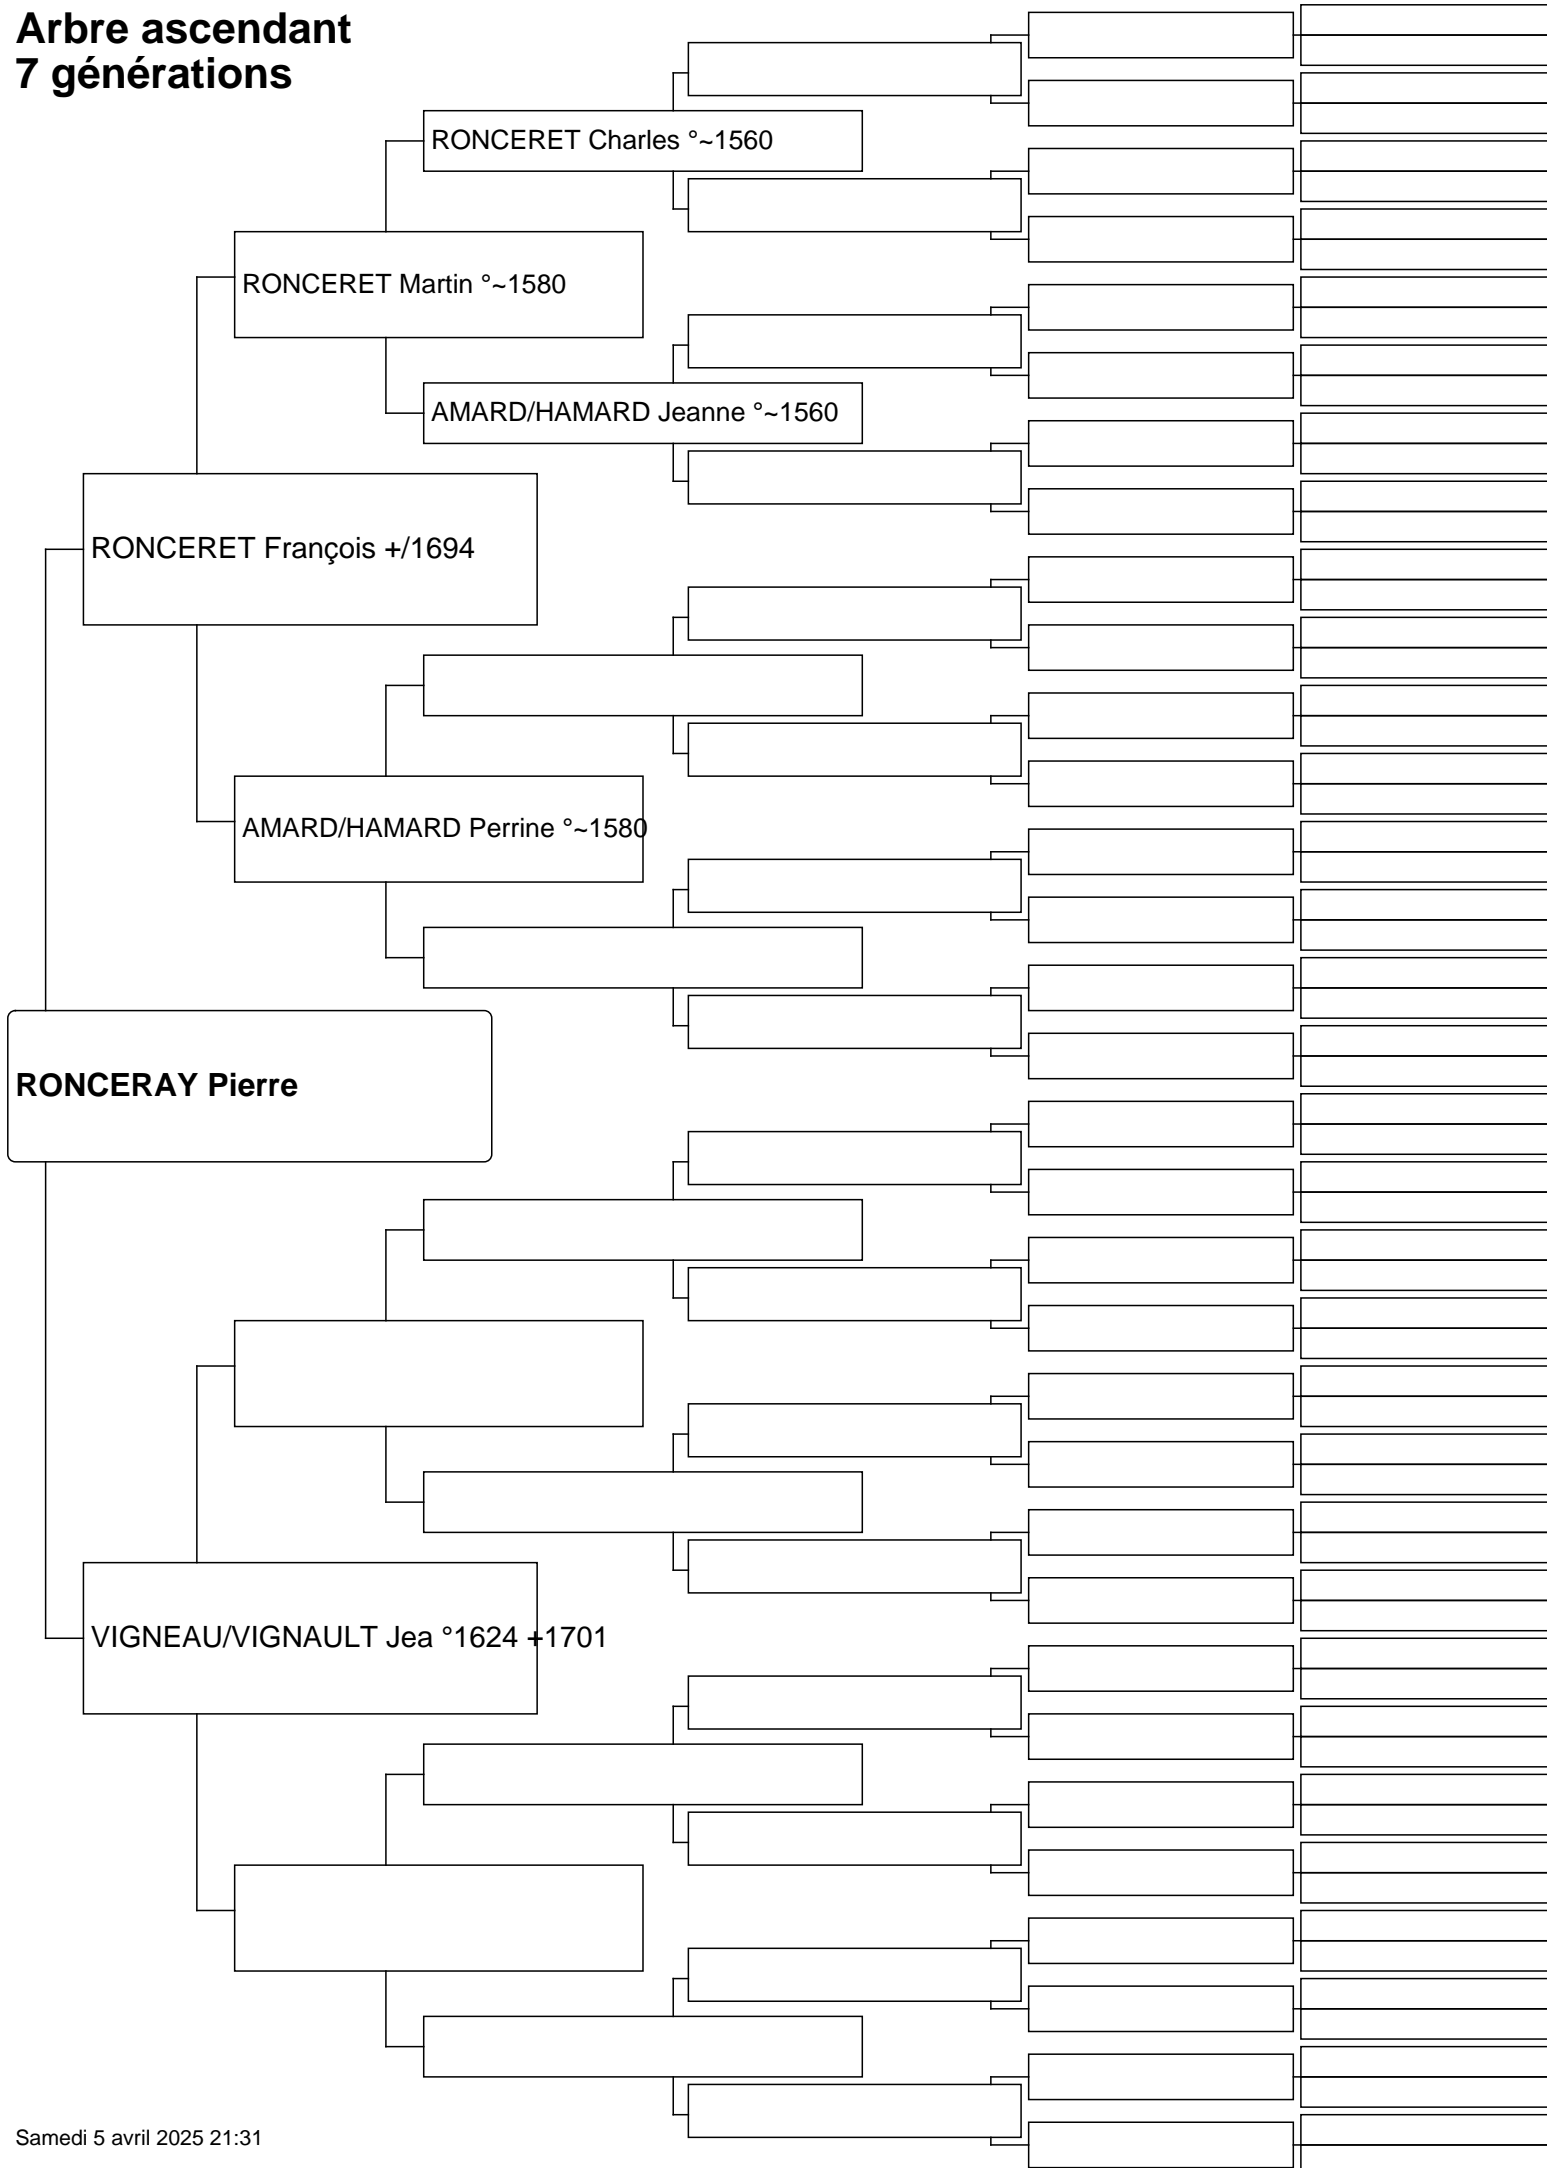 Arbre ascendant
7 générations
RONCERET Charles °~1560
RONCERET Martin °~1580
AMARD/HAMARD Jeanne °~1560
RONCERET François +/1694
AMARD/HAMARD Perrine °~1580
RONCERAY Pierre
VIGNEAU/VIGNAULT Jea °1624 +1701
Samedi 5 avril 2025 21:31